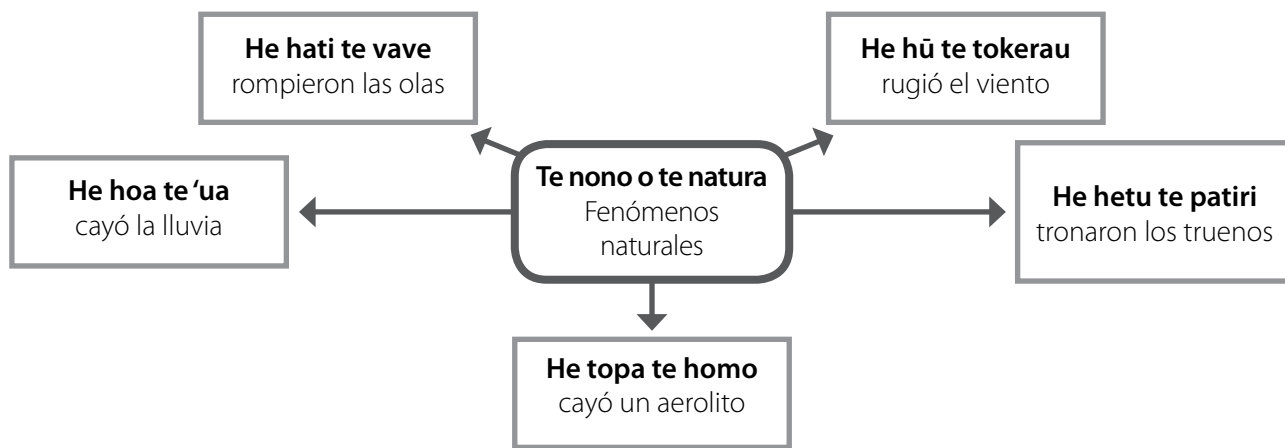 He hati te vave
rompieron las olas
He hū te tokerau
rugió el viento
He hoa te ‘ua
cayó la lluvia
Te nono o te natura
Fenómenos
naturales
He hetu te patiri
tronaron los truenos
He topa te homo
cayó un aerolito